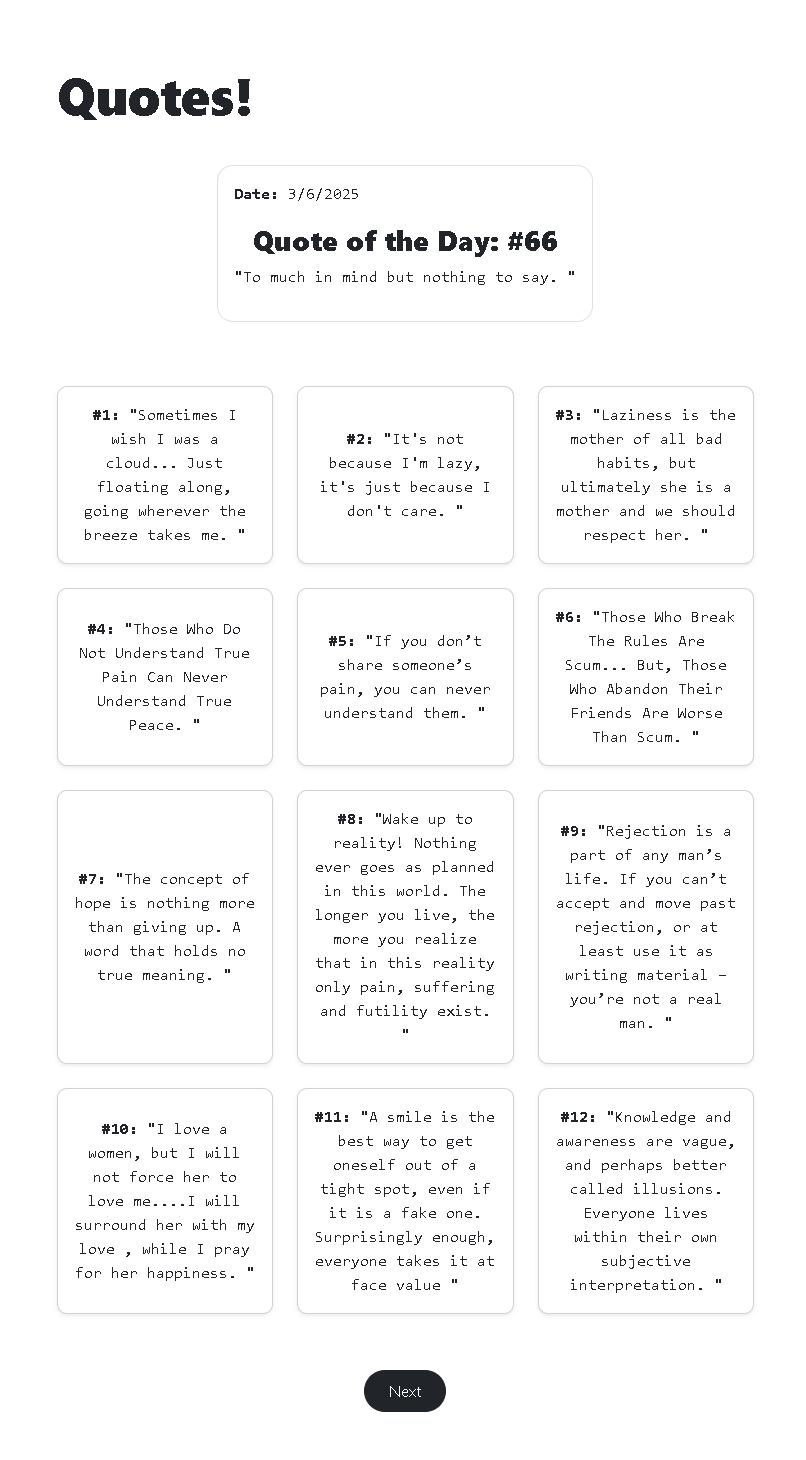 Quotes!
Date: 3/6/2025
Quote of the Day: #66
"To much in mind but nothing to say. "
#1: "Sometimes I
wish I was a
cloud... Just
floating along,
going wherever the
breeze takes me. "
#2: "It's not
because I'm lazy,
it's just because I
don't care. "
#3: "Laziness is the
mother of all bad
habits, but
ultimately she is a
mother and we should
respect her. "
#4: "Those Who Do
Not Understand True
Pain Can Never
Understand True
Peace. "
#5: "If you don’t
share someone’s
pain, you can never
understand them. "
#6: "Those Who Break
The Rules Are
Scum... But, Those
Who Abandon Their
Friends Are Worse
Than Scum. "
#7: "The concept of
hope is nothing more
than giving up. A
word that holds no
true meaning. "
#8: "Wake up to
reality! Nothing
ever goes as planned
in this world. The
longer you live, the
more you realize
that in this reality
only pain, suffering
and futility exist.
"
#9: "Rejection is a
part of any man’s
life. If you can’t
accept and move past
rejection, or at
least use it as
writing material –
you’re not a real
man. "
#10: "I love a
women, but I will
not force her to
love me....I will
surround her with my
love , while I pray
for her happiness. "
#11: "A smile is the
best way to get
oneself out of a
tight spot, even if
it is a fake one.
Surprisingly enough,
everyone takes it at
face value "
#12: "Knowledge and
awareness are vague,
and perhaps better
called illusions.
Everyone lives
within their own
subjective
interpretation. "
Next